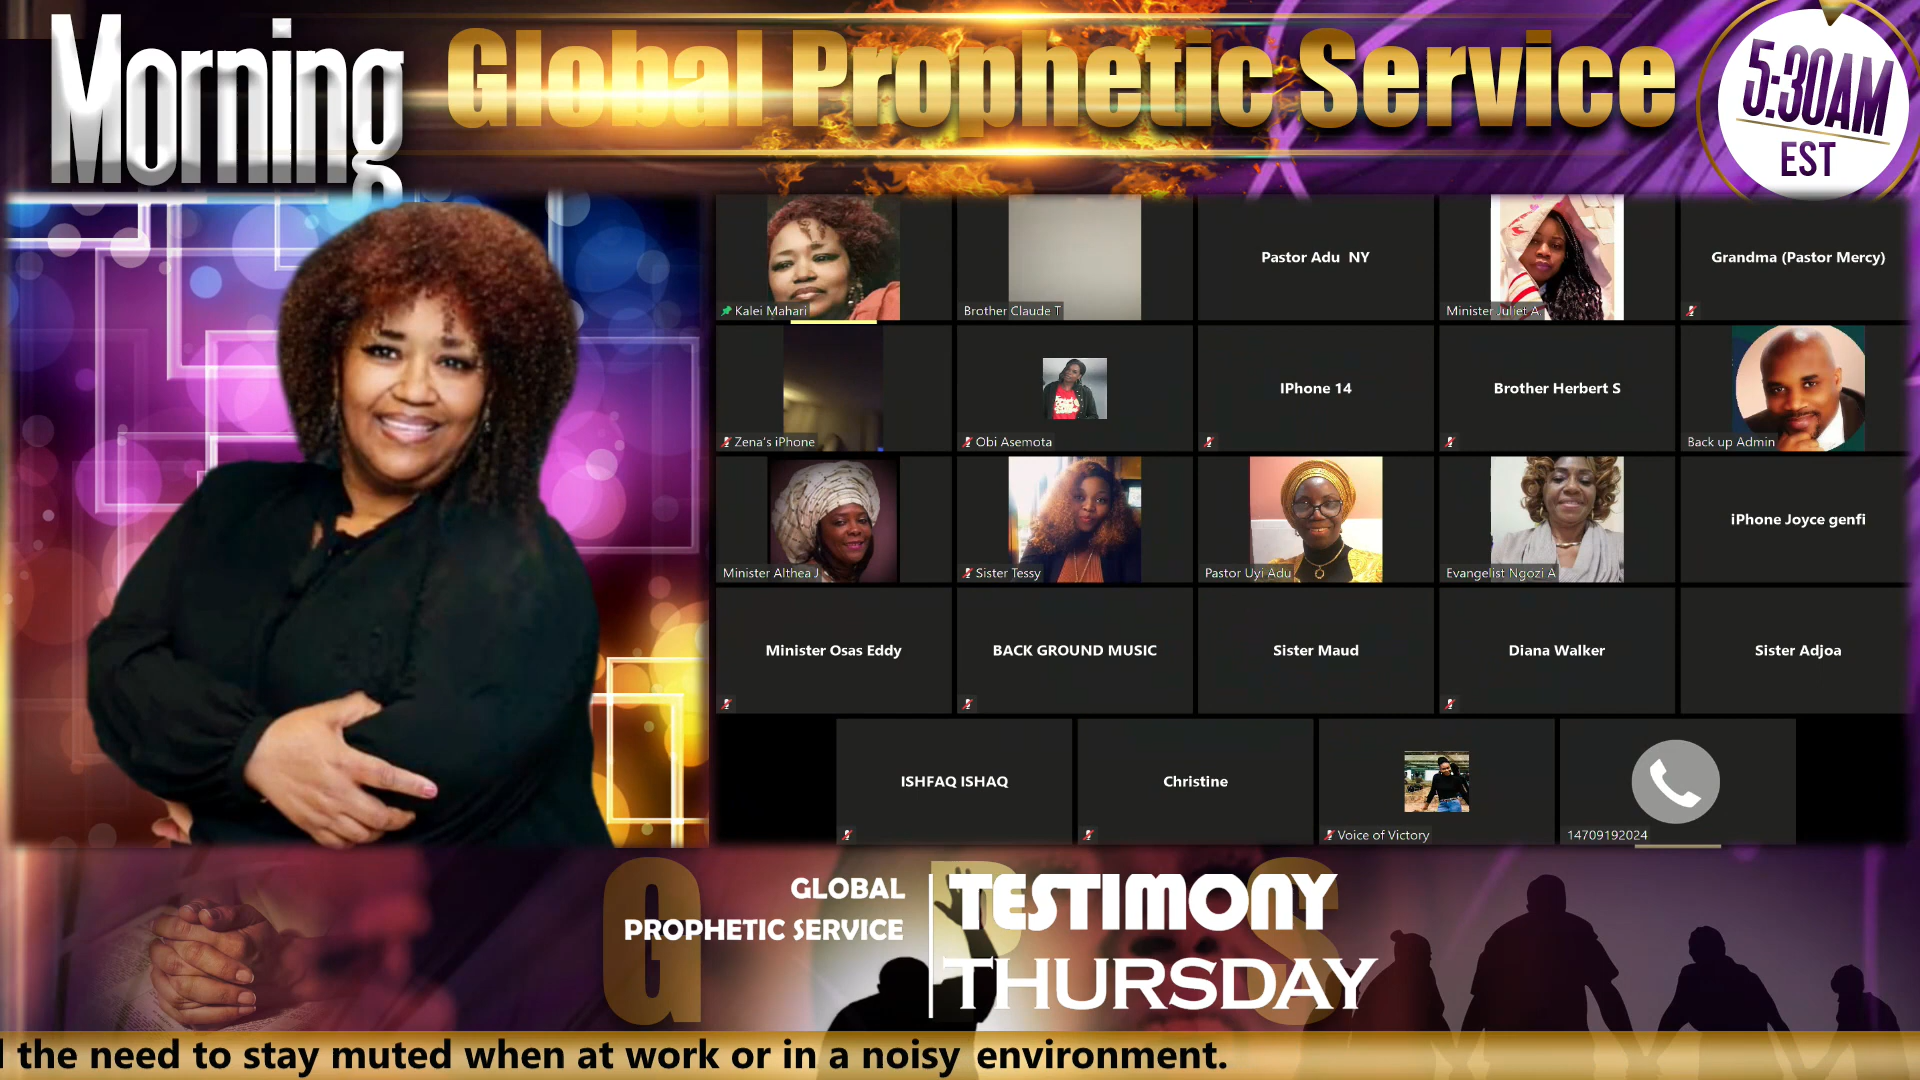 Morning
Global Prophetic Service
5:30AM
EST
Kalei Mahari
Brother Claude T
Pastor Adu NY
Minister Juliet A.
Grandma (Pastor Mercy)
Zena's iPhone
Obi Asemota
IPhone 14
Brother Herbert S
Back up Admin
Minister Althea J
Sister Tessy
Pastor Uyi Adu
Evangelist Ngozi A
iPhone Joyce genfi
Minister Osas Eddy
BACK GROUND MUSIC
Sister Maud
Diana Walker
Sister Adjoa
ISHFAQ ISHAQ
Christine
Voice of Victory
14709192024
GPS
GLOBAL
PROPHETIC SERVICE
TESTIMONY
THURSDAY
the need to stay muted when at work or in a noisy environment.